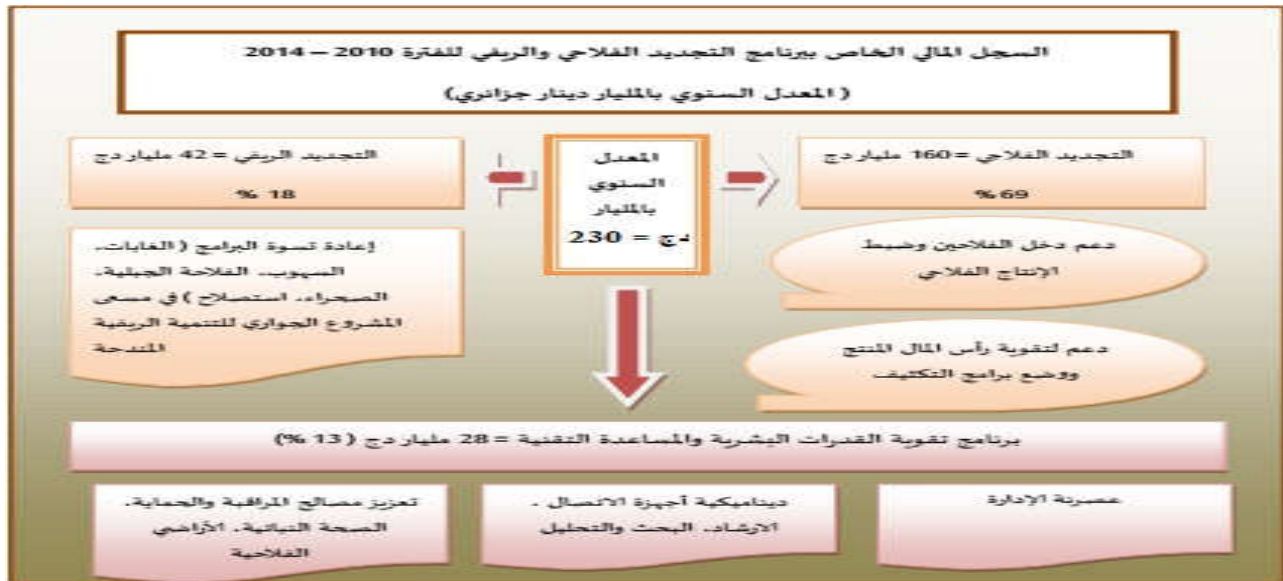 السجل المالي الخاص ببرنامج التجديد الفلاحي والريفي للفترة 2010 – 2014
( المعدل السنوي بالمليار دينار جزائري)
التجديد الفلاحي = 160 مليار دج
69 %
المعدل
السنوي
بالمليار
دج = 230
التجديد الريفي = 42 مليار دج
18 %
دعم دخل الفلاحين وضبط
الإنتاج الفلاحي
دعم لتقوية رأس المال المنتج
ووضع برامج التكثيف
إعادة تسوة البرامج ( الغابات،
السهوب، الفلاحة الجبلية،
الصحراء، استصلاح ) في مسعى
المشروع الجواري للتنمية الريفية
المندحة
برنامج تقوية القدرات البشرية والمساعدة التقنية = 28 مليار دج ( 13 %)
عصرنة الإدارة
ديناميكية أجهزة الاتصال ،
الارشاد، البحث والتحليل
تعزيز مصالح المراقبة والحماية،
الصحة النباتية، الأراضي
الفلاحية